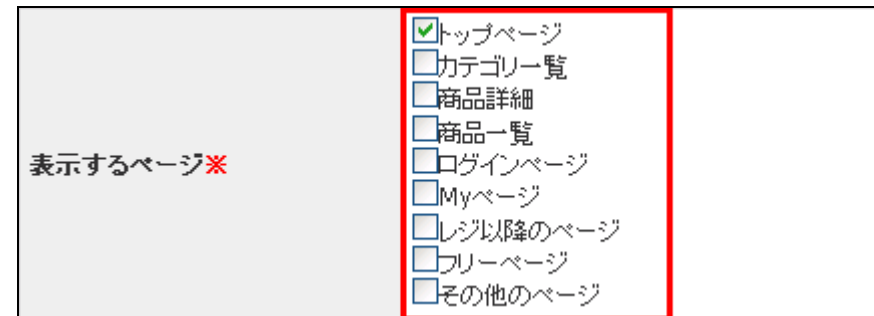 表示するページ※
トップページ
カテゴリ一覧
商品詳細
商品一覧
ログインページ
Myページ
レジ以降のページ
フリーページ
その他のページ